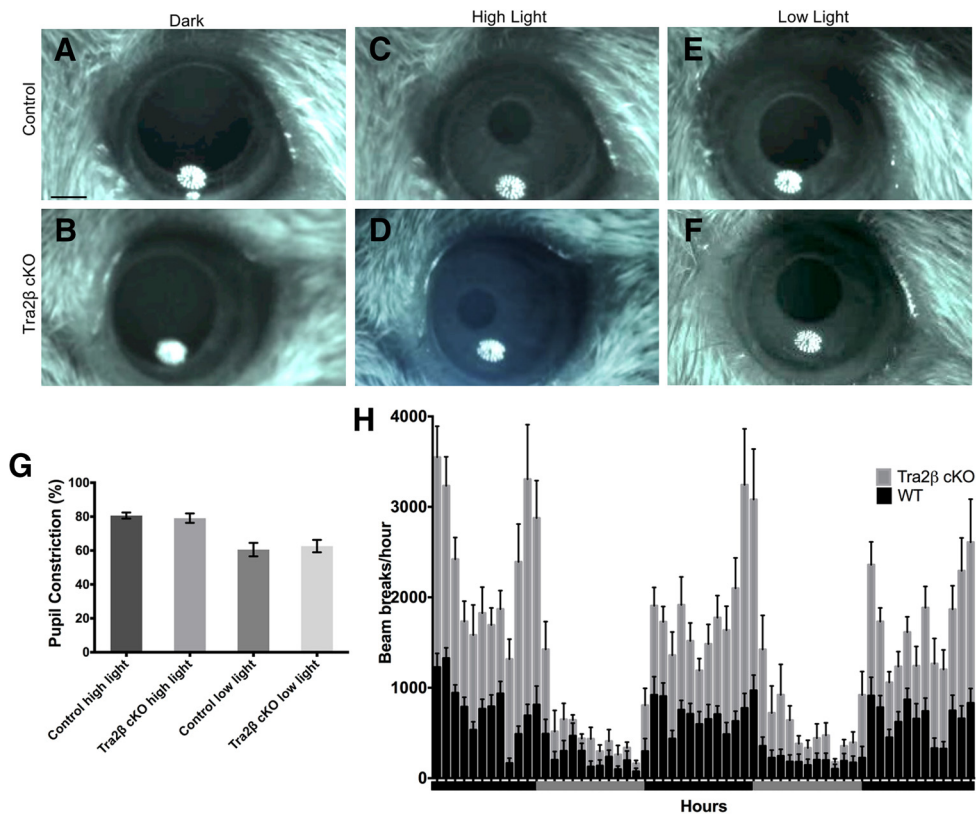 Dark
High Light
Low Light
Control
A
C
E
Tra2β cKO
B
D
F
G
Pupil Constriction (%)
100
80
60
40
20
0
Control high light
Tra2β cKO high light
Control low light
Tra2β cKO low light
H
Beam breaks/hour
4000
3000
2000
1000
0
Tra2β cKO
WT
Hours